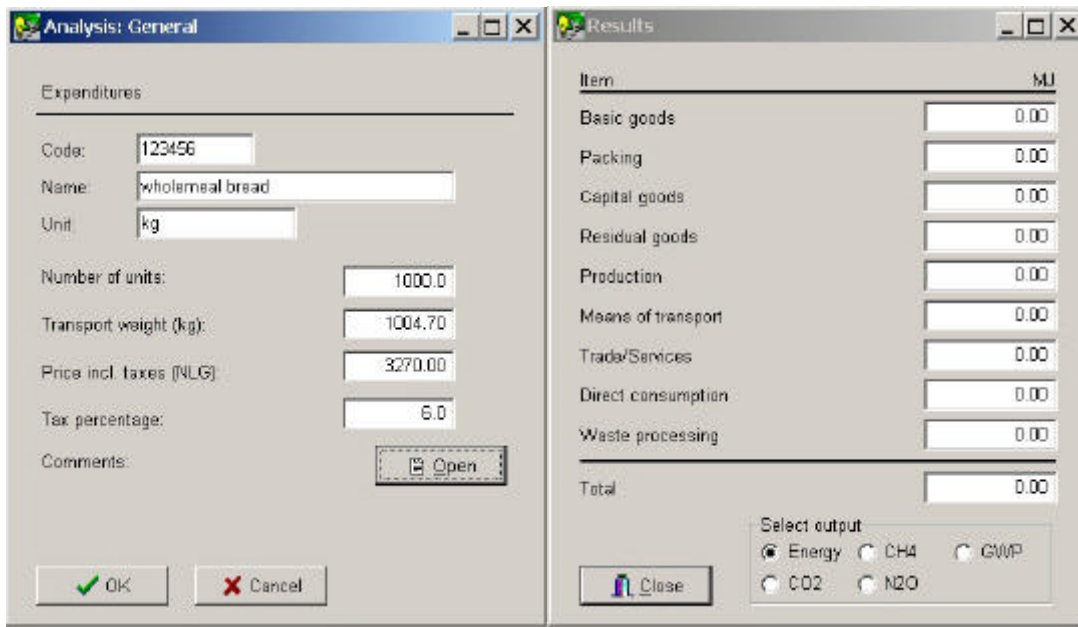 Analysis: General
Expenditures
Code: 123456
Name: wholemeal bread
Unit: kg
Number of units: 1000.0
Transport weight (kg): 1004.70
Price incl. taxes (NLG): 3270.00
Tax percentage: 6.0
Comments: Open
OK Cancel
Results
Item MJ
Basic goods 0.00
Packing 0.00
Capital goods 0.00
Residual goods 0.00
Production 0.00
Means of transport 0.00
Trade/Services 0.00
Direct consumption 0.00
Waste processing 0.00
Total 0.00
Select output
Energy CH4 GWP
CO2 N2O
Close